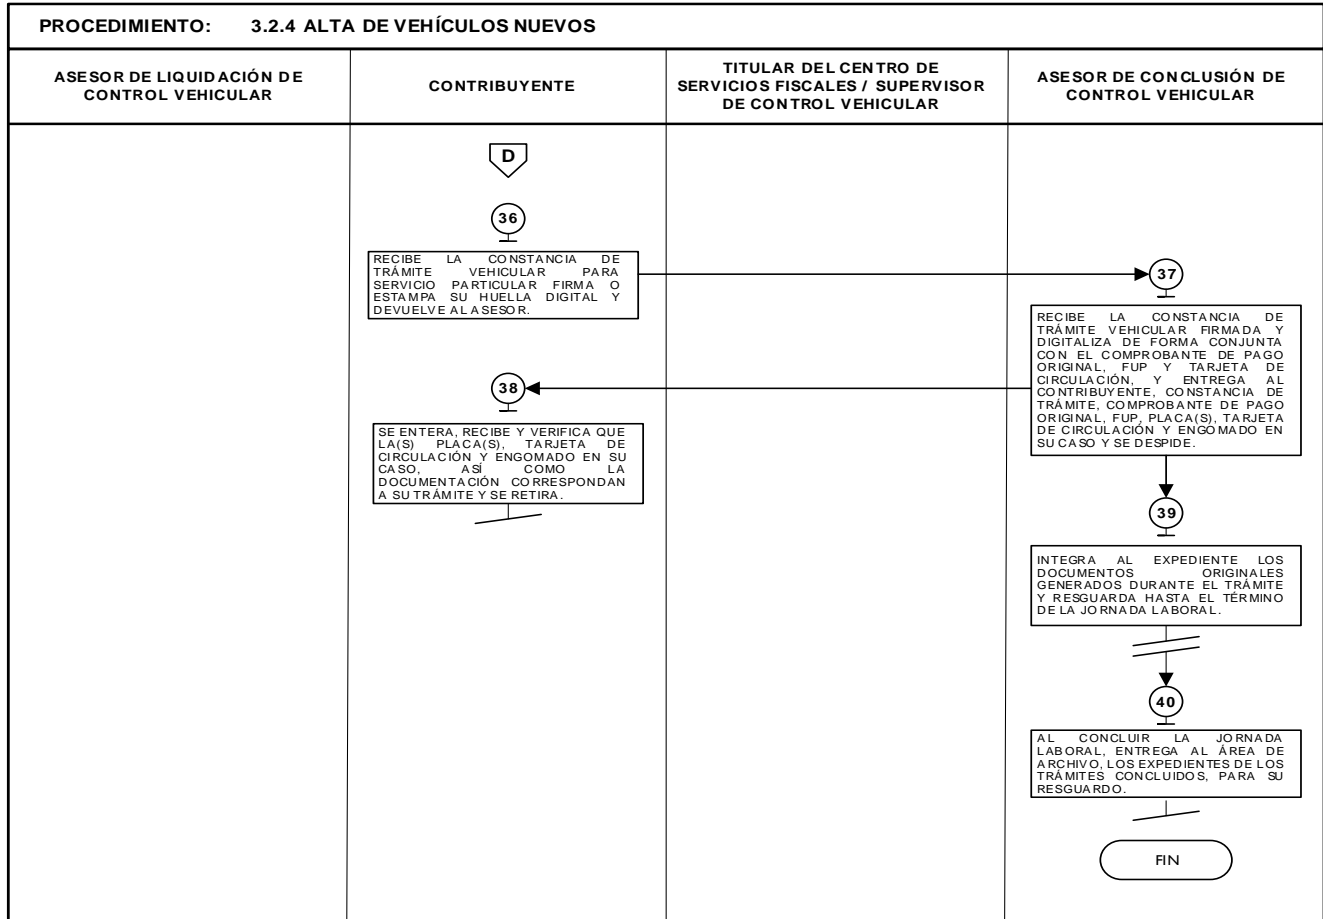 PROCEDIMIENTO: 3.2.4 ALTA DE VEHÍCULOS NUEVOS
ASESOR DE LIQUIDACIÓN DE
CONTROL VEHICULAR
CONTRIBUYENTE
TITULAR DEL CENTRO DE
SERVICIOS FISCALES / SUPERVISOR
DE CONTROL VEHICULAR
ASESOR DE CONCLUSIÓN DE
CONTROL VEHICULAR
D
36
RECIBE LA CONSTANCIA DE
TRÁMITE VEHICULAR PARA
SERVICIO PARTICULAR FIRMA O
ESTAMPA SU HUELLA DIGITAL Y
DEVUELVE AL ASESOR.
37
RECIBE LA CONSTANCIA DE
TRÁMITE VEHICULAR FIRMADA Y
DIGITALIZA DE FORMA CONJUNTA
CON EL COMPROBANTE DE PAGO
ORIGINAL, FUP Y TARJETA DE
CIRCULACIÓN, Y ENTREGA AL
CONTRIBUYENTE, CONSTANCIA DE
TRÁMITE, COMPROBANTE DE PAGO
ORIGINAL, FUP, PLACA(S), TARJETA
DE CIRCULACIÓN Y ENGOMADO EN
SU CASO Y SE DESPIDE.
38
SE ENTERA, RECIBE Y VERIFICA QUE
LA(S) PLACA(S), TARJETA DE
CIRCULACIÓN Y ENGOMADO EN SU
CASO, ASÍ COMO LA
DOCUMENTACIÓN CORRESPONDAN
A SU TRÁMITE Y SE RETIRA.
39
INTEGRA AL EXPEDIENTE LOS
DOCUMENTOS ORIGINALES
GENERADOS DURANTE EL TRÁMITE
Y RESGUARDA HASTA EL TÉRMINO
DE LA JORNADA LABORAL.
40
AL CONCLUIR LA JORNADA
LABORAL, ENTREGA AL ÁREA DE
ARCHIVO, LOS EXPEDIENTES DE LOS
TRÁMITES CONCLUIDOS, PARA SU
RESGUARDO.
FIN